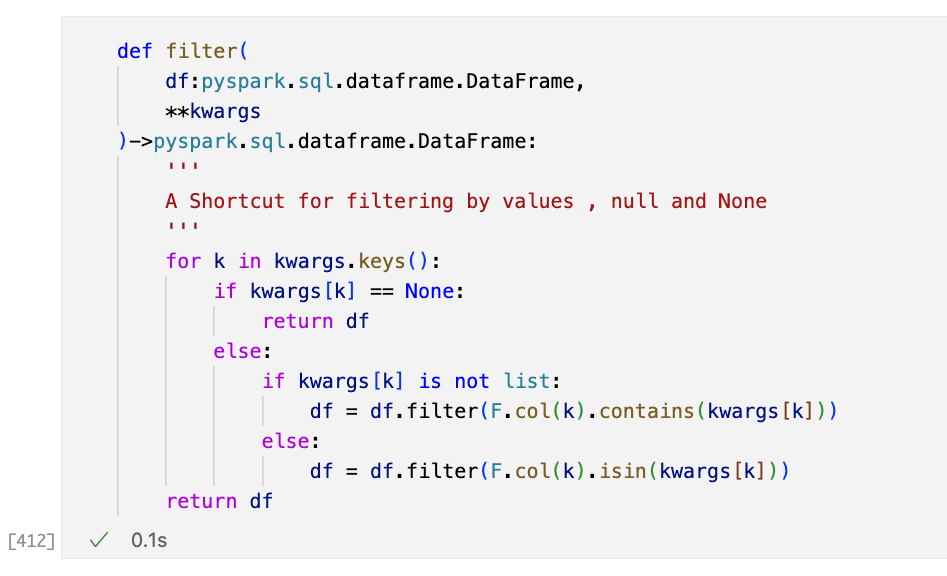 def filter(
    df:pyspark.sql.dataframe.DataFrame,
    **kwargs
)->pyspark.sql.dataframe.DataFrame:
    '''
    A Shortcut for filtering by values , null and None
    '''
    for k in kwargs.keys():
        if kwargs[k] == None:
            return df
        else:
            if kwargs[k] is not list:
                df = df.filter(F.col(k).contains(kwargs[k]))
            else:
                df = df.filter(F.col(k).isin(kwargs[k]))
    return df
[412] ✓ 0.1s